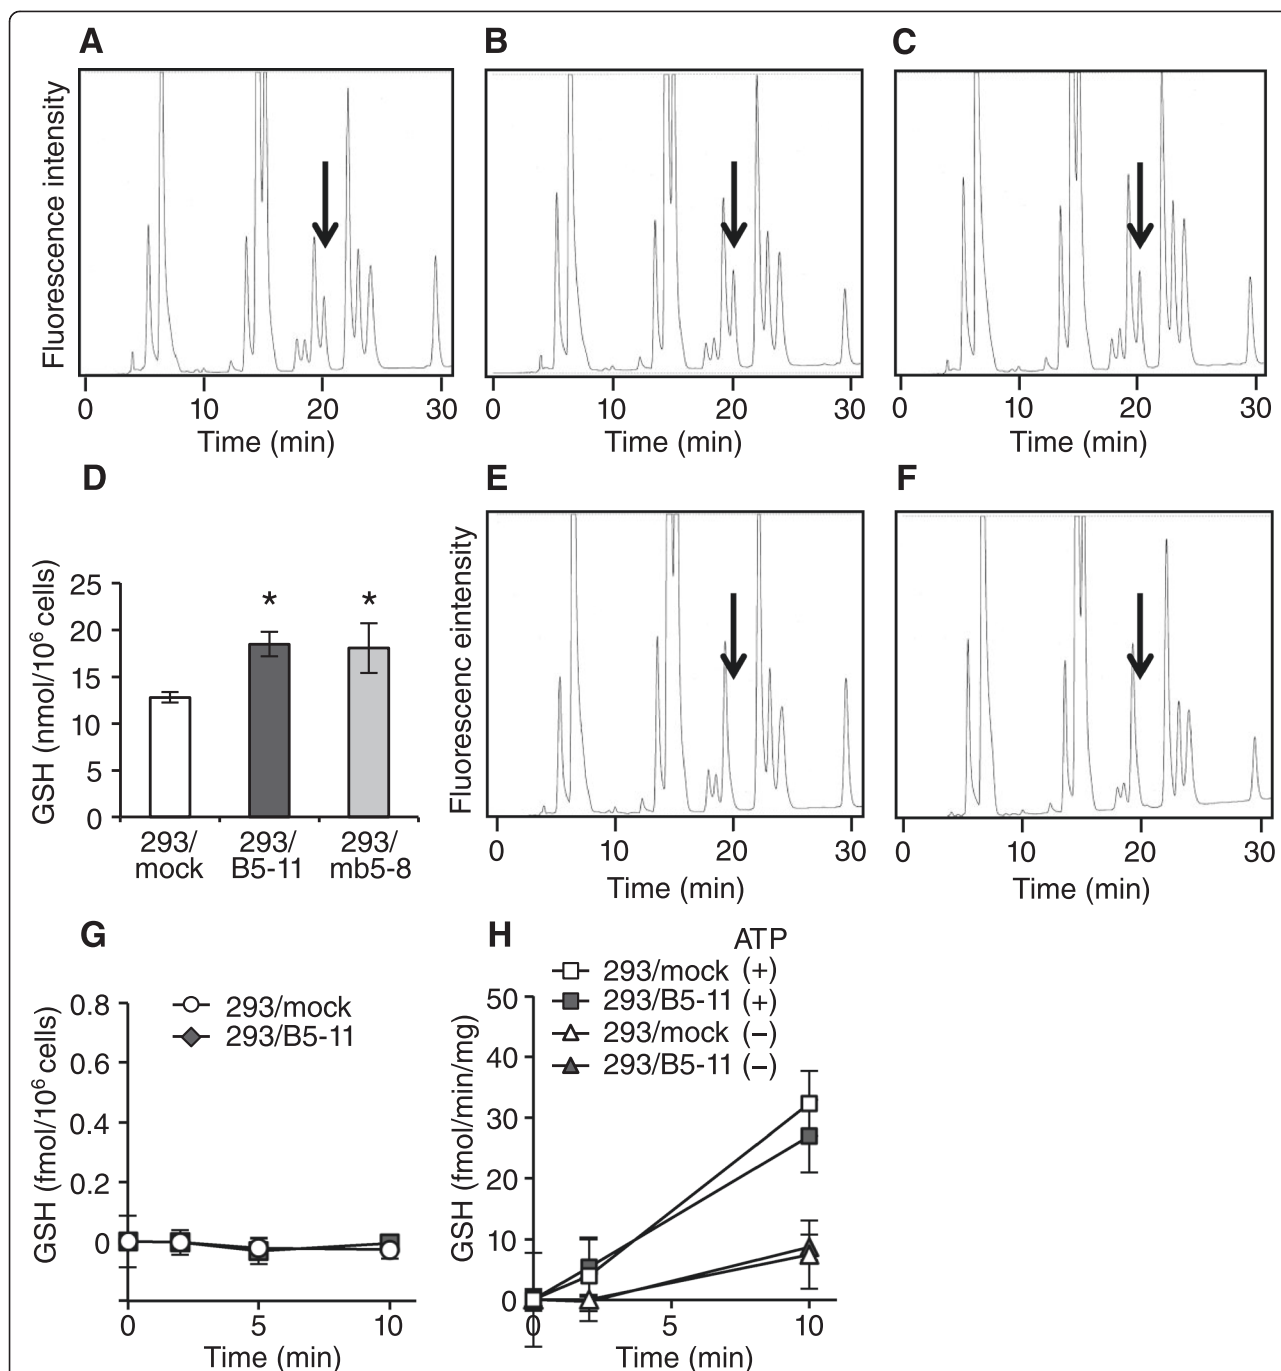 A
B
C
Fluorescence intensity
0 10 20 30
Time (min)
0 10 20 30
Time (min)
0 10 20 30
Time (min)
D
GSH (nmol/10⁶ cells)
25
20
15
10
5
0
293/
mock
293/
B5-11
293/
mb5-8
*
*
E
F
Fluorescenc eintensity
0 10 20 30
Time (min)
0 10 20 30
Time (min)
G
293/mock
293/B5-11
GSH (fmol/10⁶ cells)
0.8
0.6
0.4
0.2
0
0 5 10
Time (min)
H
ATP
293/mock (+)
293/B5-11 (+)
293/mock (–)
293/B5-11 (–)
GSH (fmol/min/mg)
50
40
30
20
10
0
0 5 10
Time (min)